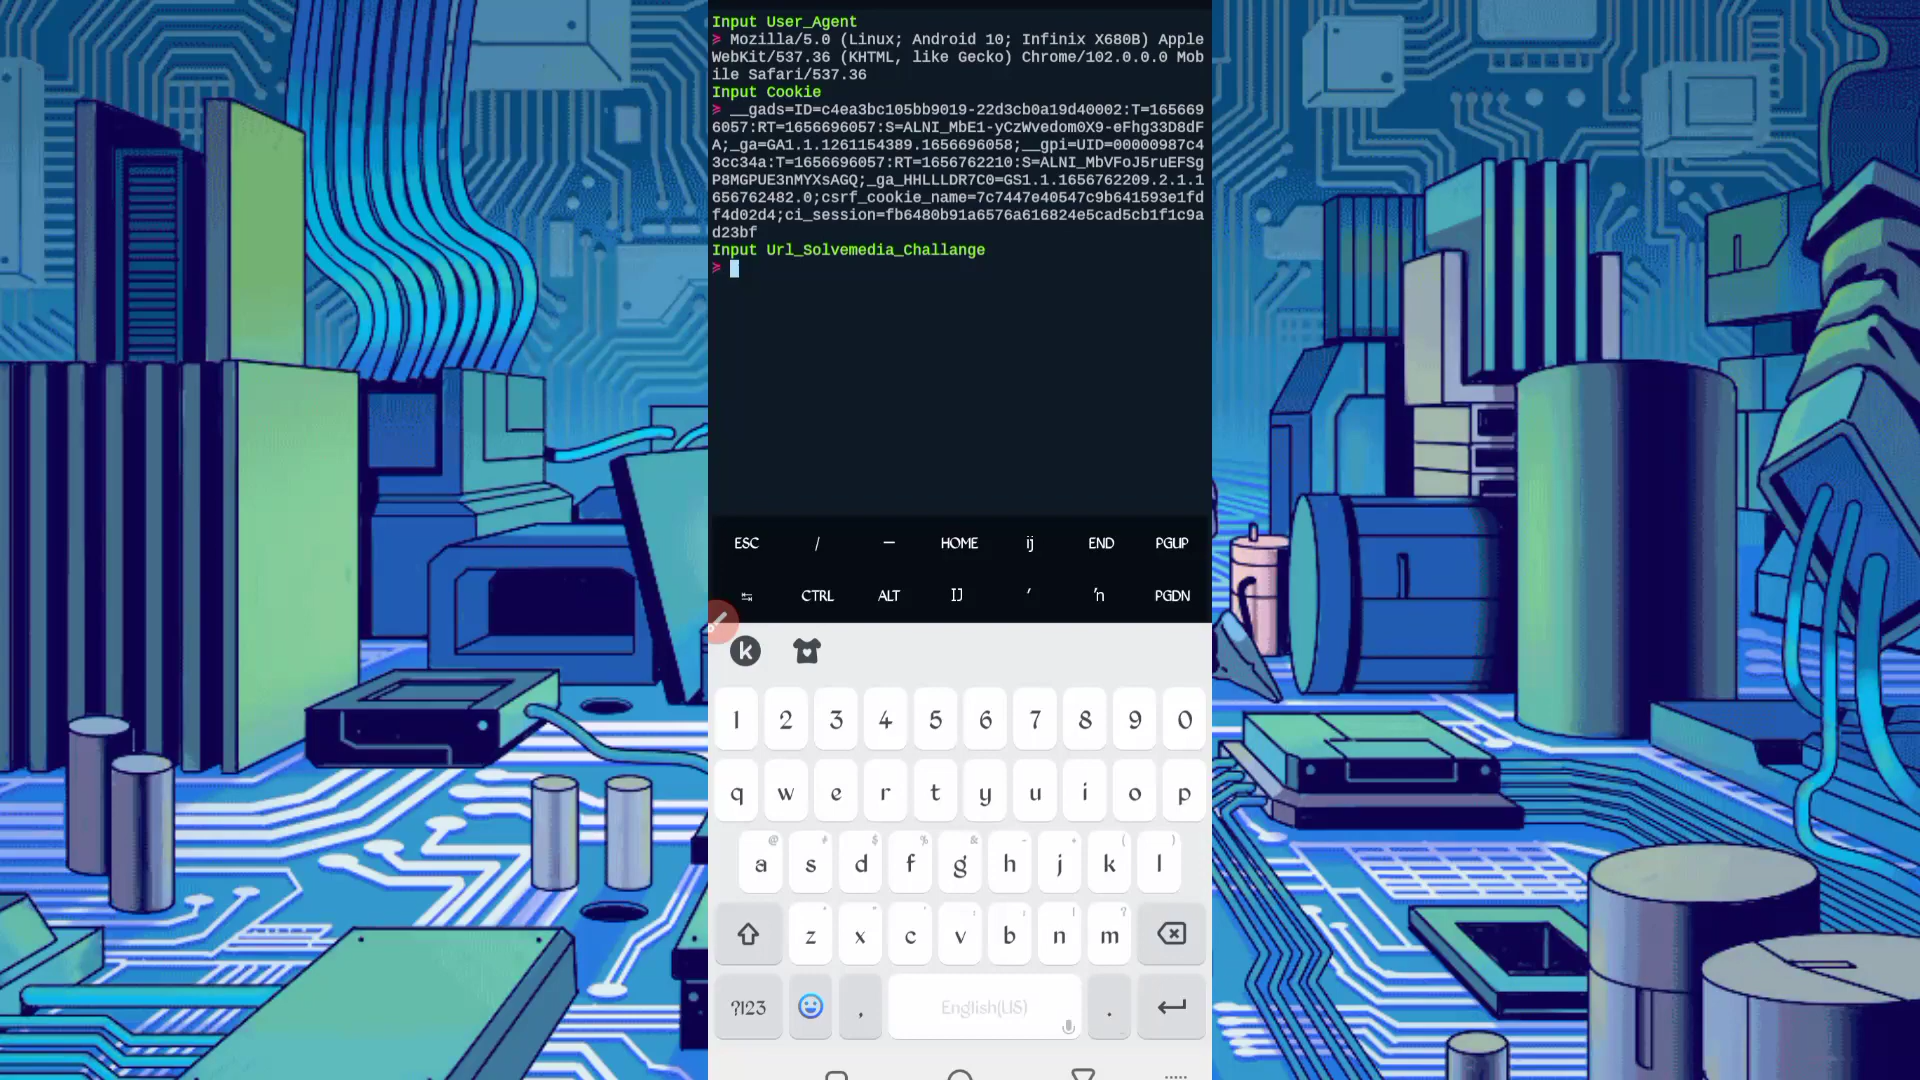 Input User_Agent
> Mozilla/5.0 (Linux; Android 10; Infinix X680B) Apple
WebKit/537.36 (KHTML, like Gecko) Chrome/102.0.0.0 Mob
ile Safari/537.36
Input Cookie
> __gads=ID=c4ea3bc105bb9019-22d3cb0a19d40002:T=165669
6057:RT=1656696057:S=ALNI_MbE1-yCzWvedom0X9-eFhg33D8dF
A;_ga=GA1.1.1261154389.1656696058;__gpi=UID=00000987c4
3cc34a:T=1656696057:RT=1656762210:S=ALNI_MbVFoJ5ruEFSg
P8MGPUE3nMYXsAGQ;_ga_HHLLLDR7C0=GS1.1.1656762209.2.1.1
656762482.0;csrf_cookie_name=7c7447e40547c9b641593e1fd
f4d02d4;ci_session=fb6480b91a6576a616824e5cad5cb1f1c9a
d23bf
Input Url_Solvemedia_Challange
>
ESC / — HOME ij END PGUP
↹ CTRL ALT IJ ʼ ŉ PGDN
k
1 2 3 4 5 6 7 8 9 0
q w e r t y u i o p
a s d f g h j k l
z x c v b n m
?123 , English(US) .